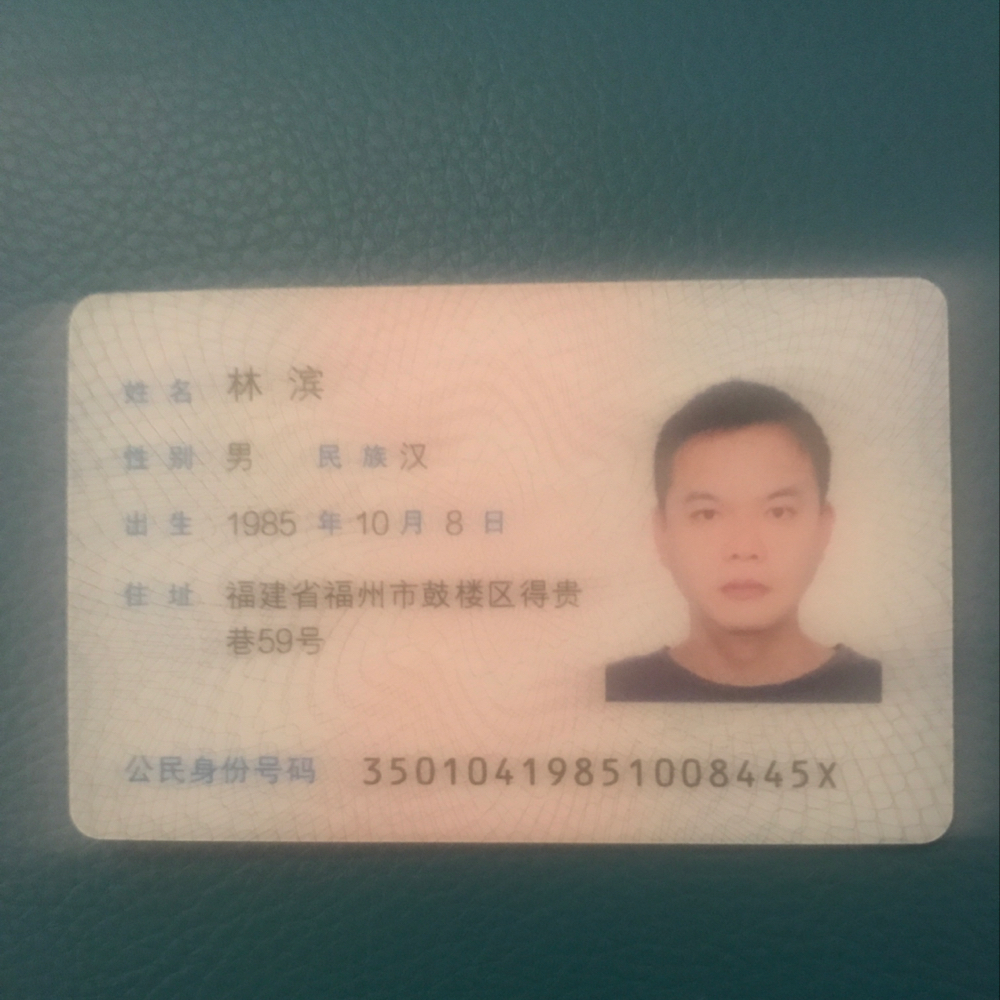 姓名 林滨
性别 男 民族 汉
出生 1985 年 10 月 8 日
住址 福建省福州市鼓楼区得贵
巷59号
公民身份号码 35010419851008445X